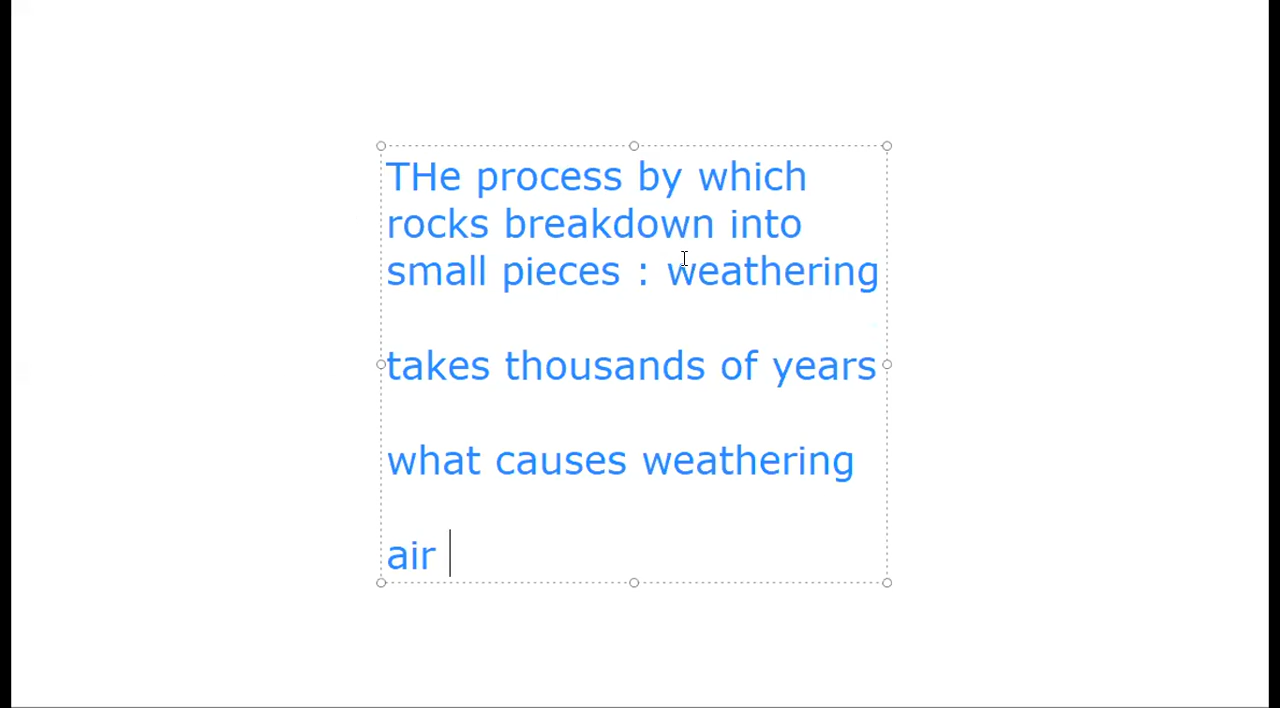 THe process by which
rocks breakdown into
small pieces : weathering
takes thousands of years
what causes weathering
air